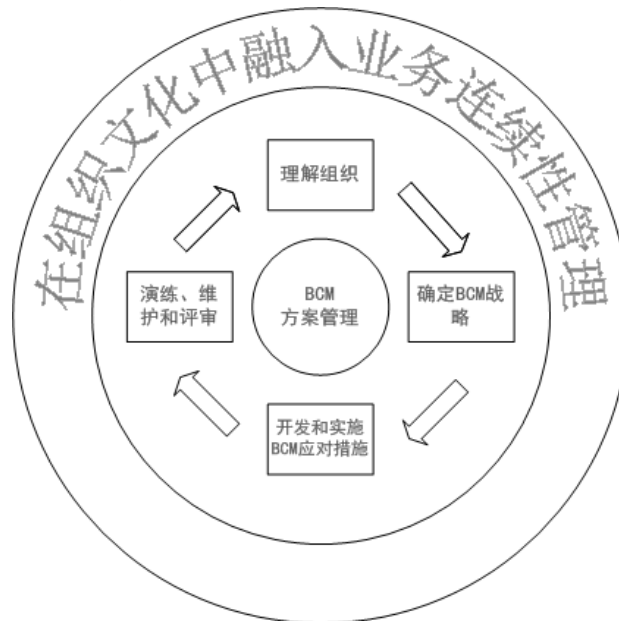 在组织文化中融入业务连续性管理
理解组织
演练、维
护和评审
BCM
方案管理
确定BCM战
略
开发和实施
BCM应对措施